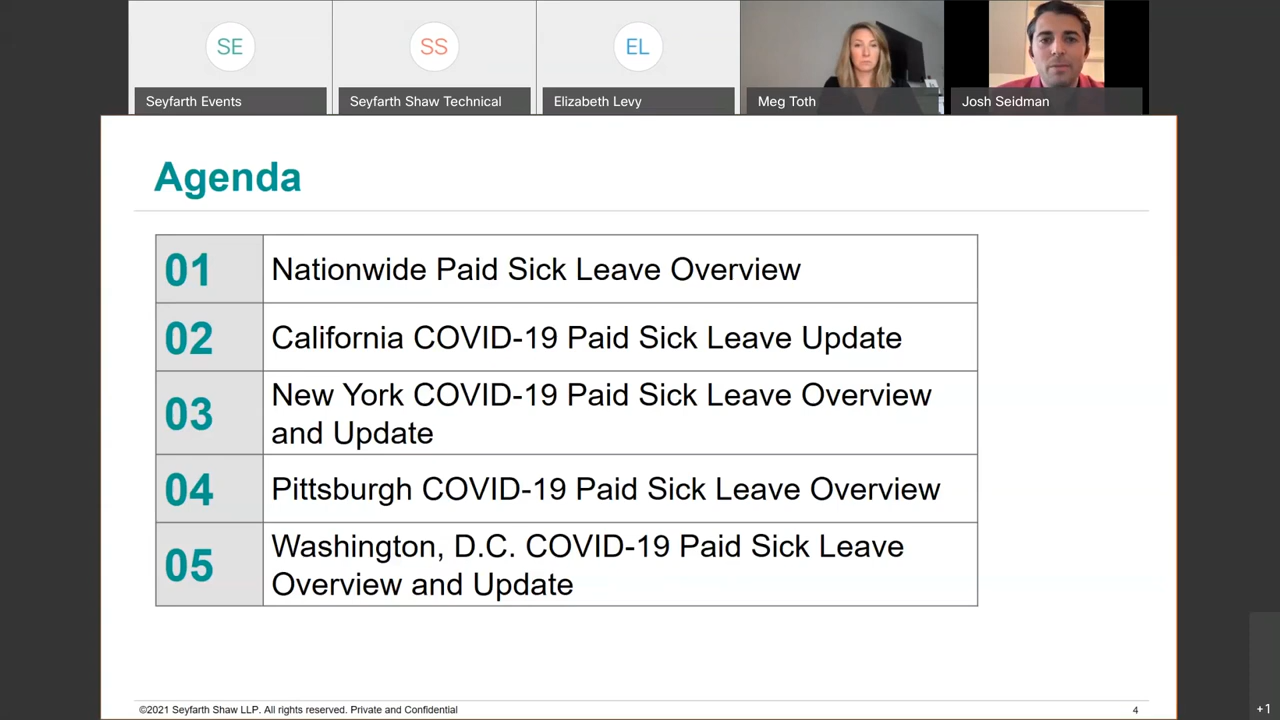 SE
SS
EL
Seyfarth Events
Seyfarth Shaw Technical
Elizabeth Levy
Meg Toth
Josh Seidman
Agenda
01
Nationwide Paid Sick Leave Overview
02
California COVID-19 Paid Sick Leave Update
03
New York COVID-19 Paid Sick Leave Overview
and Update
04
Pittsburgh COVID-19 Paid Sick Leave Overview
05
Washington, D.C. COVID-19 Paid Sick Leave
Overview and Update
©2021 Seyfarth Shaw LLP. All rights reserved. Private and Confidential
4
+1